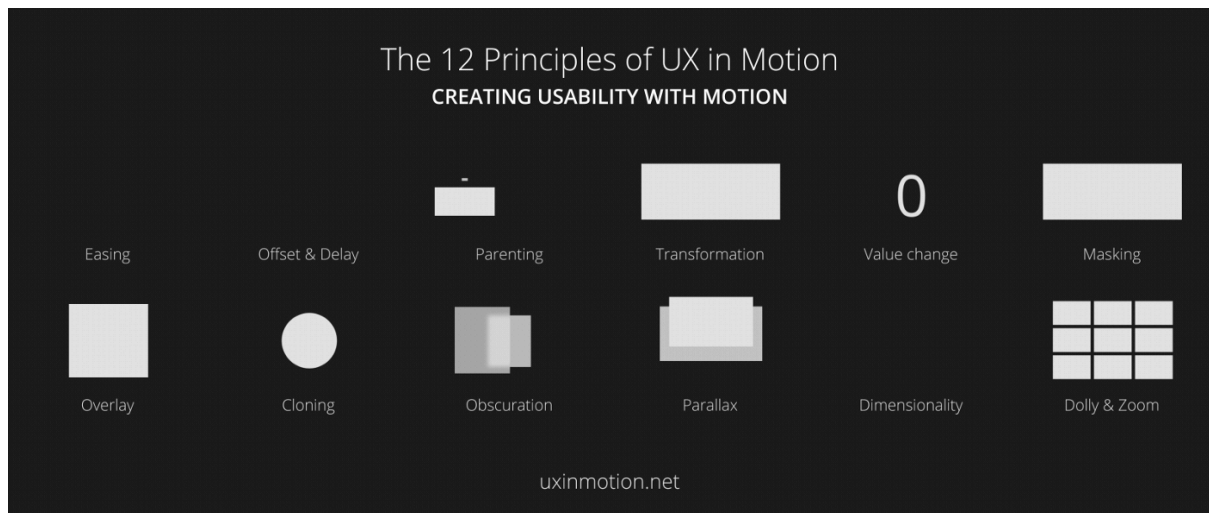 The 12 Principles of UX in Motion
CREATING USABILITY WITH MOTION
0
Easing
Offset & Delay
Parenting
Transformation
Value change
Masking
Overlay
Cloning
Obscuration
Parallax
Dimensionality
Dolly & Zoom
uxinmotion.net